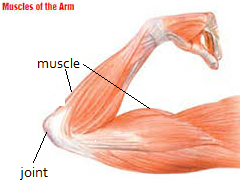 Muscles of the Arm
muscle
joint